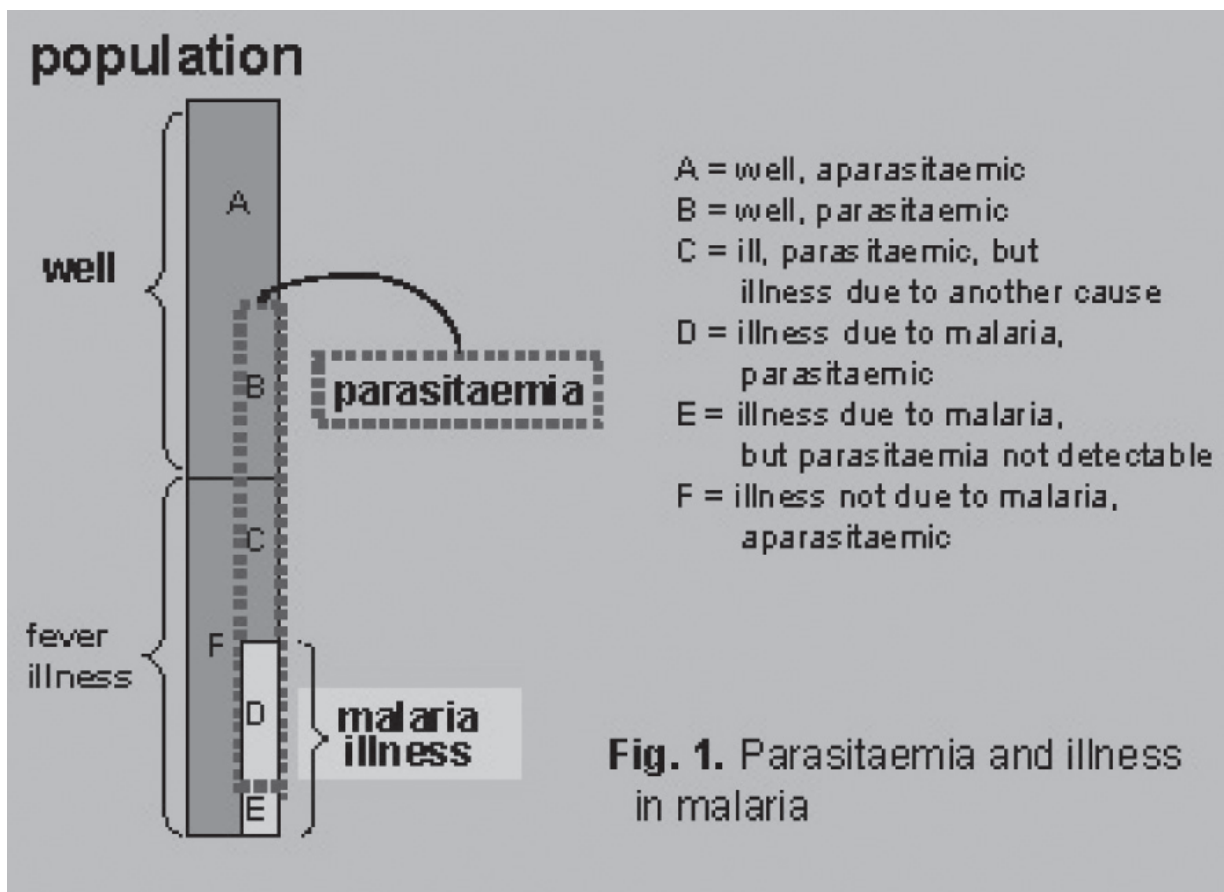 population
well
A
B
parasitaemia
C
fever
illness
F
D
malaria
illness
E
A = well, aparasitaemic
B = well, parasitaemic
C = ill, parasitaemic, but
illness due to another cause
D = illness due to malaria,
parasitaemic
E = illness due to malaria,
but parasitaemia not detectable
F = illness not due to malaria,
aparasitaemic
Fig. 1. Parasitaemia and illness
in malaria